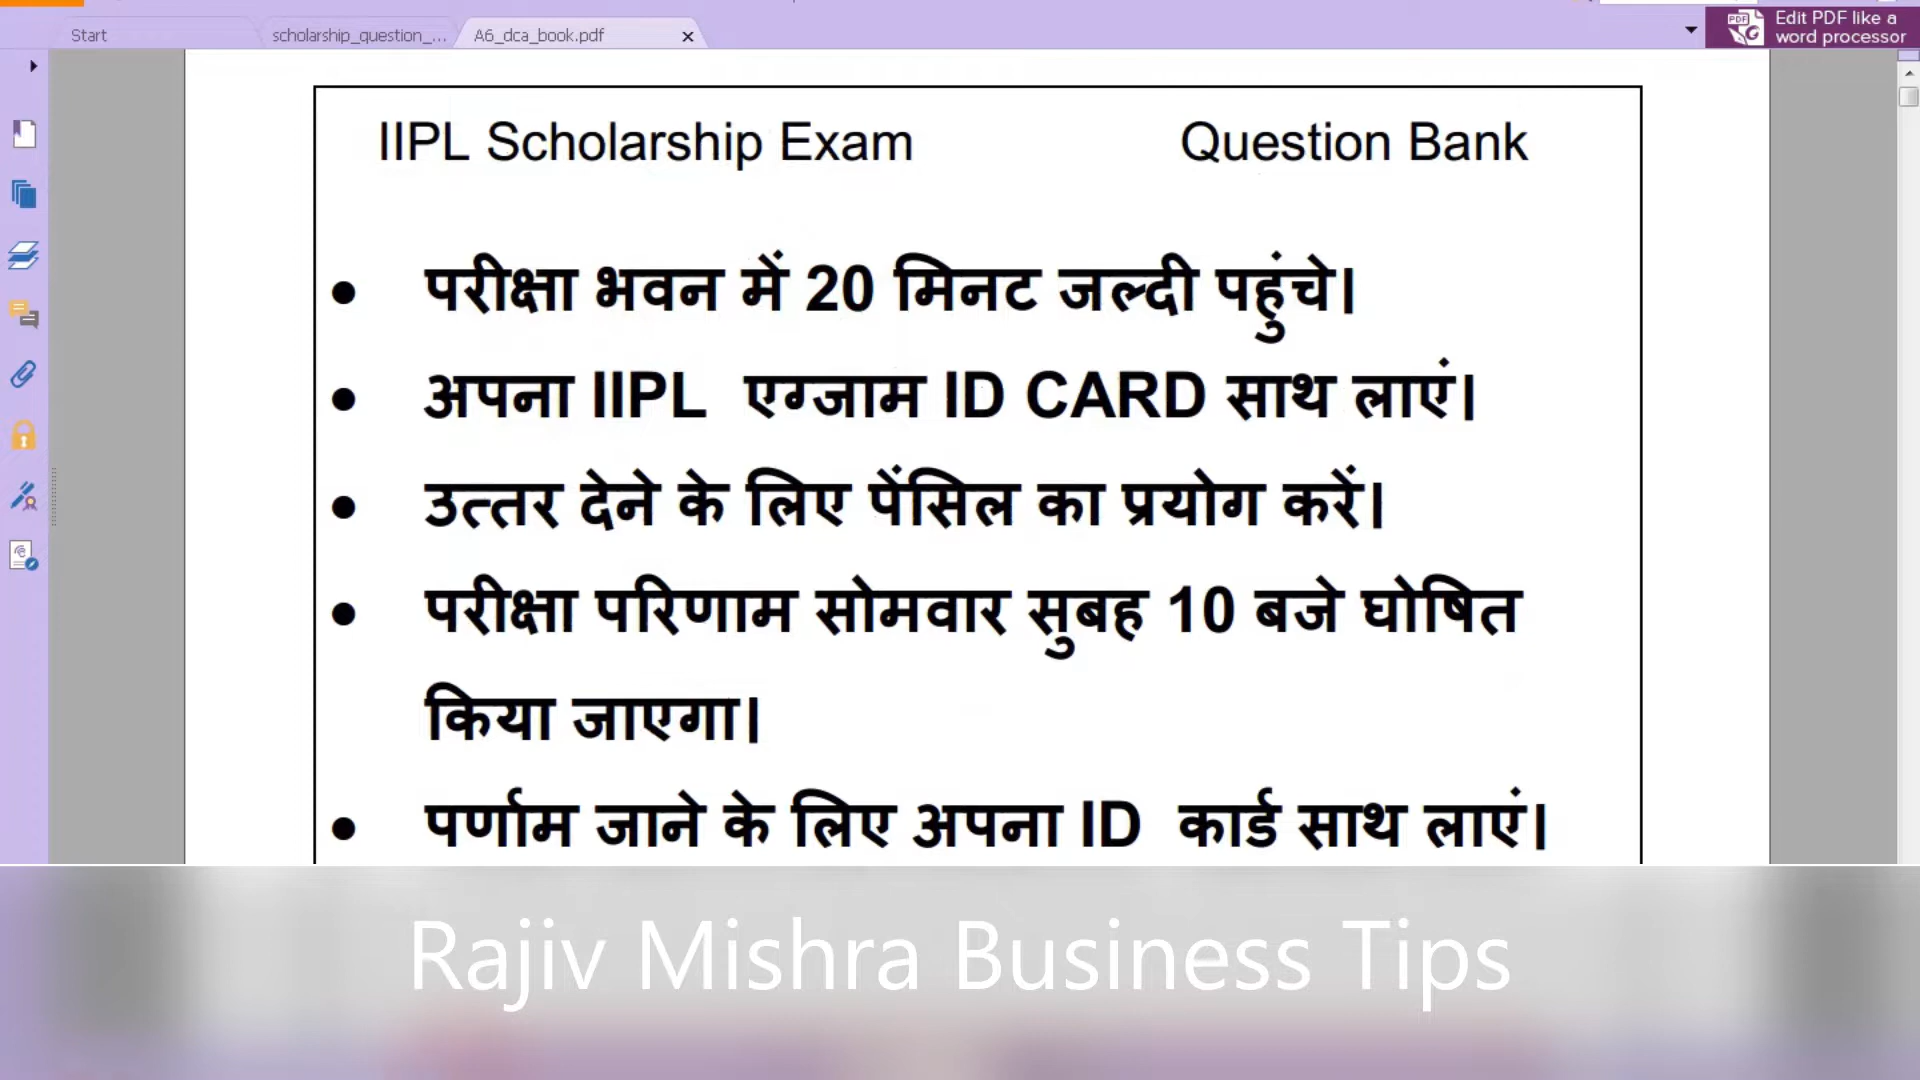 Start
scholarship_question_...
A6_dca_book.pdf
Edit PDF like a
word processor
IIPL Scholarship Exam Question Bank
• परीक्षा भवन में 20 मिनट जल्दी पहुंचे।
• अपना IIPL एग्जाम ID CARD साथ लाएं।
• उत्तर देने के लिए पेंसिल का प्रयोग करें।
• परीक्षा परिणाम सोमवार सुबह 10 बजे घोषित
किया जाएगा।
• पर्णाम जाने के लिए अपना ID कार्ड साथ लाएं।
Rajiv Mishra Business Tips